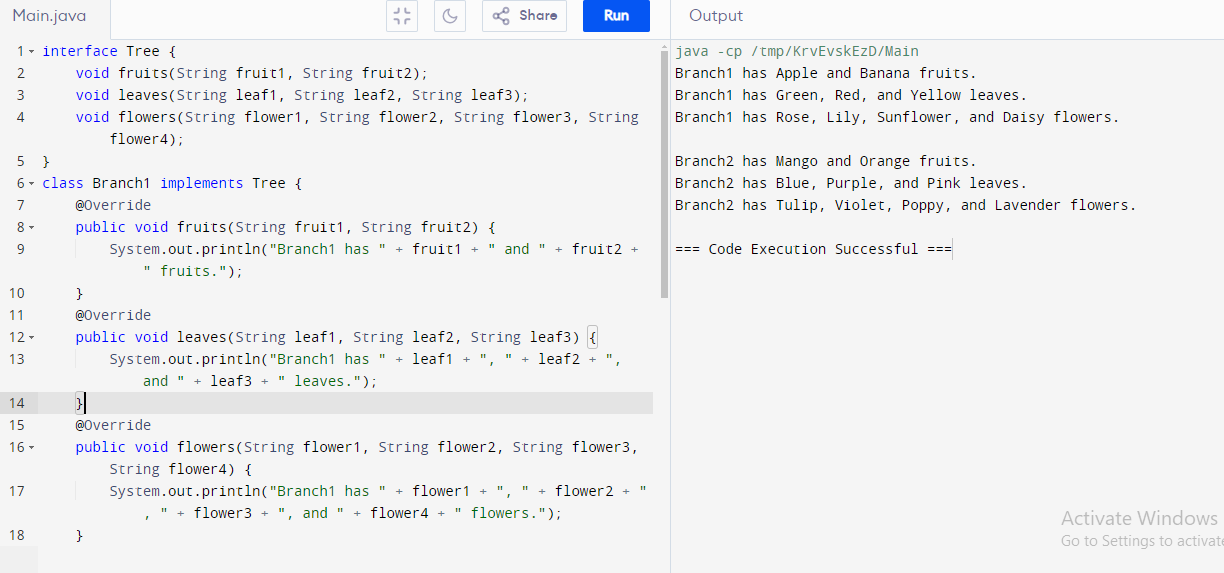 Main.java
Share
Run
Output
1 interface Tree {
2 void fruits(String fruit1, String fruit2);
3 void leaves(String leaf1, String leaf2, String leaf3);
4 void flowers(String flower1, String flower2, String flower3, String
flower4);
5 }
6 class Branch1 implements Tree {
7 @Override
8 public void fruits(String fruit1, String fruit2) {
9 System.out.println("Branch1 has " + fruit1 + " and " + fruit2 +
" fruits.");
10 }
11 @Override
12 public void leaves(String leaf1, String leaf2, String leaf3) {
13 System.out.println("Branch1 has " + leaf1 + ", " + leaf2 + ",
and " + leaf3 + " leaves.");
14 }
15 @Override
16 public void flowers(String flower1, String flower2, String flower3,
String flower4) {
17 System.out.println("Branch1 has " + flower1 + ", " + flower2 + "
, " + flower3 + ", and " + flower4 + " flowers.");
18 }
java -cp /tmp/KrvEvskEzD/Main
Branch1 has Apple and Banana fruits.
Branch1 has Green, Red, and Yellow leaves.
Branch1 has Rose, Lily, Sunflower, and Daisy flowers.
Branch2 has Mango and Orange fruits.
Branch2 has Blue, Purple, and Pink leaves.
Branch2 has Tulip, Violet, Poppy, and Lavender flowers.
=== Code Execution Successful ===
Activate Windows
Go to Settings to activate